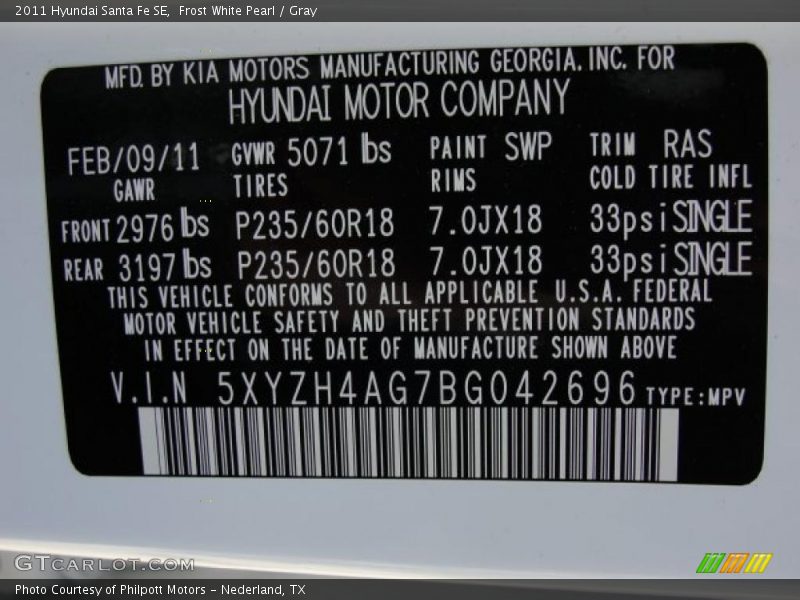 2011 Hyundai Santa Fe SE,  Frost White Pearl / Gray
MFD. BY KIA MOTORS MANUFACTURING GEORGIA, INC. FOR
HYUNDAI MOTOR COMPANY
FEB/09/11 GVWR 5071 lbs PAINT SWP TRIM RAS
GAWR TIRES RIMS COLD TIRE INFL
FRONT 2976 lbs P235/60R18 7.0JX18 33psi SINGLE
REAR 3197 lbs P235/60R18 7.0JX18 33psi SINGLE
THIS VEHICLE CONFORMS TO ALL APPLICABLE U.S.A. FEDERAL
MOTOR VEHICLE SAFETY AND THEFT PREVENTION STANDARDS
IN EFFECT ON THE DATE OF MANUFACTURE SHOWN ABOVE
V.I.N 5XYZH4AG7BG042696 TYPE:MPV
GTCARLOT.COM
Photo Courtesy of Philpott Motors - Nederland, TX